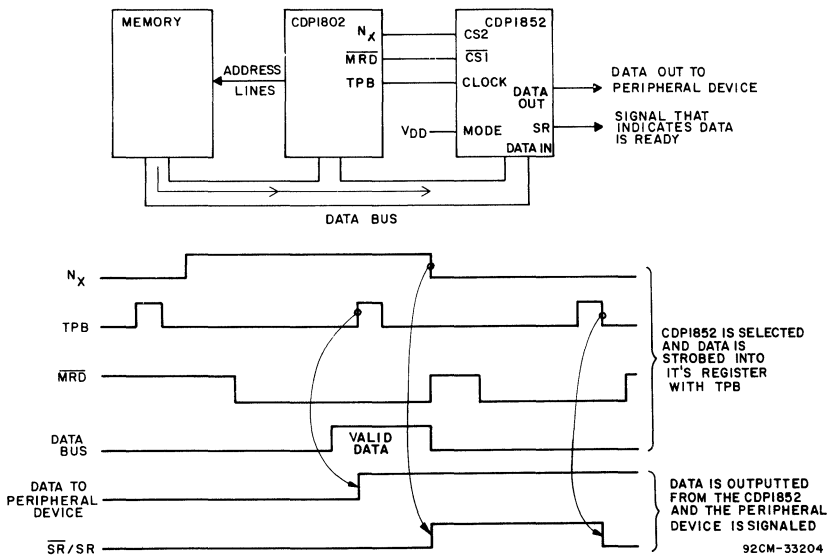 MEMORY
CDP1802
CDP1852
NX
CS2
MRD
CS1
ADDRESS
LINES
TPB
CLOCK
DATA
OUT
DATA OUT TO
PERIPHERAL DEVICE
VDD
MODE
SR
SIGNAL THAT
INDICATES DATA
IS READY
DATA IN
DATA BUS
NX
TPB
MRD
DATA
BUS
VALID
DATA
CDP1852 IS SELECTED
AND DATA IS
STROBED INTO
IT'S REGISTER
WITH TPB
DATA TO
PERIPHERAL
DEVICE
SR/SR
DATA IS OUTPUTTED
FROM THE CDP1852
AND THE PERIPHERAL
DEVICE IS SIGNALED
92CM-33204